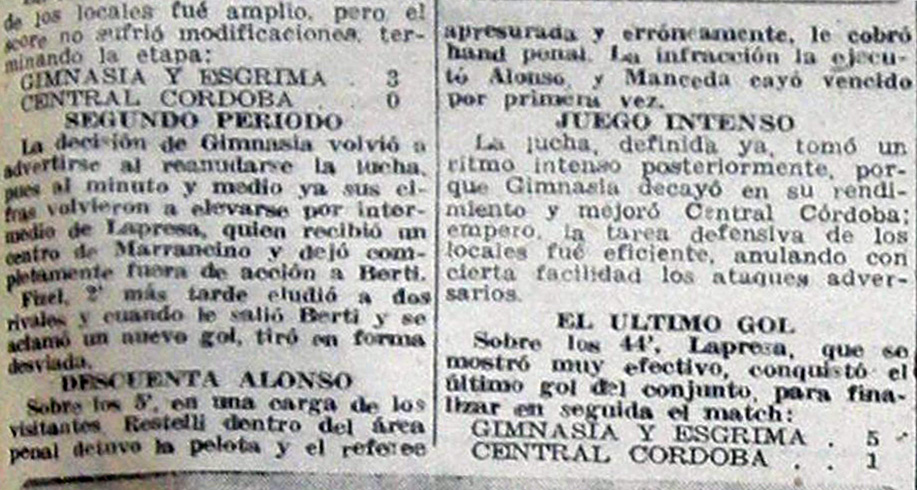 de los locales fué amplio, pero el
score no sufrió modificaciones, ter-
minando la etapa:
GIMNASIA Y ESGRIMA . 3
CENTRAL CORDOBA . . 0
SEGUNDO PERIODO
La decisión de Gimnasia volvió a
advertirse al reanudarse la lucha,
pues al minuto y medio ya sus ci-
fras volvieron a elevarse por inter-
medio de Lapresa, quien recibió un
centro de Marrancino y dejó com-
pletamente fuera de acción a Berti.
Fizel, 2' más tarde eludió a dos
rivales y cuando le salió Berti y se
aclamó un nuevo gol, tiró en forma
desviada.
DESCUENTA ALONSO
Sobre los 5', en una carga de los
visitantes, Restelli dentro del área
penal detuvo la pelota y el referee
apresurada y erróneamente, le cobró
hand penal. La infracción la ejecu-
tó Alonso, y Manceda cayó vencido
por primera vez.
JUEGO INTENSO
La lucha, definida ya, tomó un
ritmo intenso posteriormente, por-
que Gimnasia decayó en su rendi-
miento y mejoró Central Córdoba;
empero, la tarea defensiva de los
locales fué eficiente, anulando con
cierta facilidad los ataques adver-
sarios.
EL ULTIMO GOL
Sobre los 44', Lapresa, que se
mostró muy efectivo, conquistó el
último gol del conjunto, para fina-
lizar en seguida el match:
GIMNASIA Y ESGRIMA . 5
CENTRAL CORDOBA . . 1